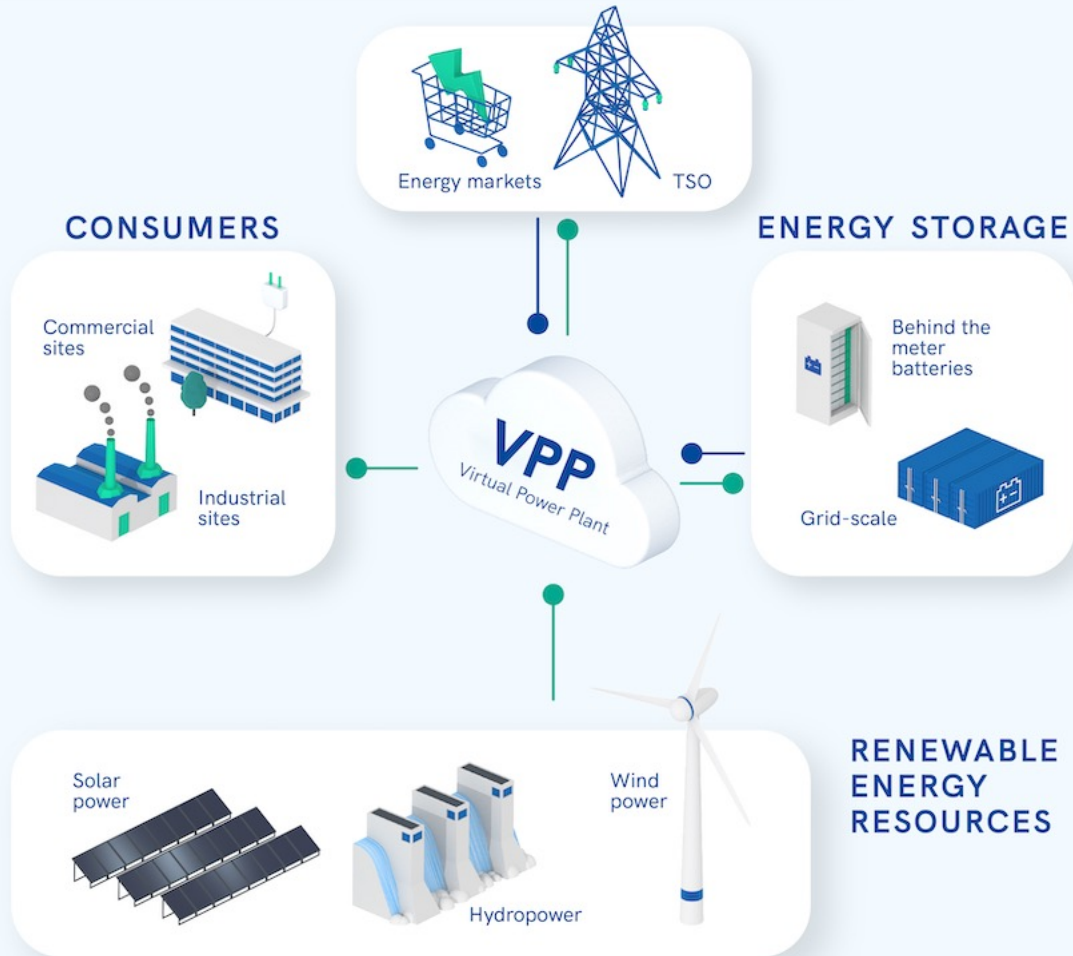 Energy markets
TSO
CONSUMERS
ENERGY STORAGE
Commercial
sites
Industrial
sites
VPP
Virtual Power Plant
Behind the
meter
batteries
Grid-scale
Solar
power
Hydropower
Wind
power
RENEWABLE
ENERGY
RESOURCES